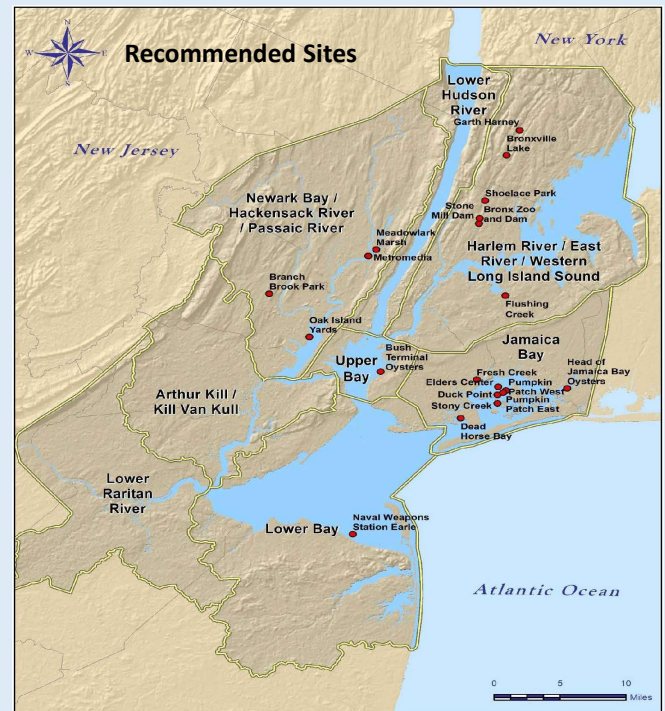 N
W
E
S
Recommended Sites
New York
New Jersey
Lower
Hudson
River
Garth Harney
Bronxville
Lake
Shoelace Park
Stone
Mill Dam
Bronx Zoo
and Dam
Newark Bay /
Hackensack River
/ Passaic River
Meadowlark
Marsh
Metromedia
Harlem River / East
River / Western
Long Island Sound
Branch
Brook Park
Flushing
Creek
Oak Island
Yards
Upper
Bay
Bush
Terminal
Oysters
Jamaica
Bay
Fresh Creek
Head of
Jamaica Bay
Oysters
Elders Center
Pumpkin
Patch West
Duck Point
Pumpkin
Patch East
Stony Creek
Dead
Horse Bay
Arthur Kill /
Kill Van Kull
Lower
Raritan
River
Lower Bay
Naval Weapons
Station Earle
Atlantic Ocean
0 5 10
Miles